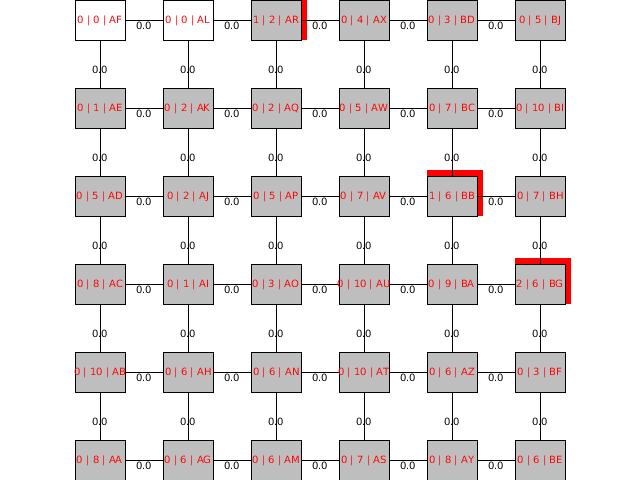 0 | 0 | AF 0.0 0 | 0 | AL 0.0 1 | 2 | AR 0.0 0 | 4 | AX 0.0 0 | 3 | BD 0.0 0 | 5 | BJ
0.0 0.0 0.0 0.0 0.0 0.0
0 | 1 | AE 0.0 0 | 2 | AK 0.0 0 | 2 | AQ 0.0 0 | 5 | AW 0.0 0 | 7 | BC 0.0 0 | 10 | BI
0.0 0.0 0.0 0.0 0.0 0.0
0 | 5 | AD 0.0 0 | 2 | AJ 0.0 0 | 5 | AP 0.0 0 | 7 | AV 0.0 1 | 6 | BB 0.0 0 | 7 | BH
0.0 0.0 0.0 0.0 0.0 0.0
0 | 8 | AC 0.0 0 | 1 | AI 0.0 0 | 3 | AO 0.0 0 | 10 | AU 0.0 0 | 9 | BA 0.0 2 | 6 | BG
0.0 0.0 0.0 0.0 0.0 0.0
0 | 10 | AB 0.0 0 | 6 | AH 0.0 0 | 6 | AN 0.0 0 | 10 | AT 0.0 0 | 6 | AZ 0.0 0 | 3 | BF
0.0 0.0 0.0 0.0 0.0 0.0
0 | 8 | AA 0.0 0 | 6 | AG 0.0 0 | 6 | AM 0.0 0 | 7 | AS 0.0 0 | 8 | AY 0.0 0 | 6 | BE